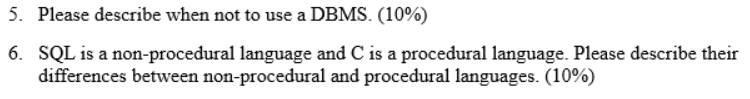 5. Please describe when not to use a DBMS. (10%)
6. SQL is a non-procedural language and C is a procedural language. Please describe their
differences between non-procedural and procedural languages. (10%)